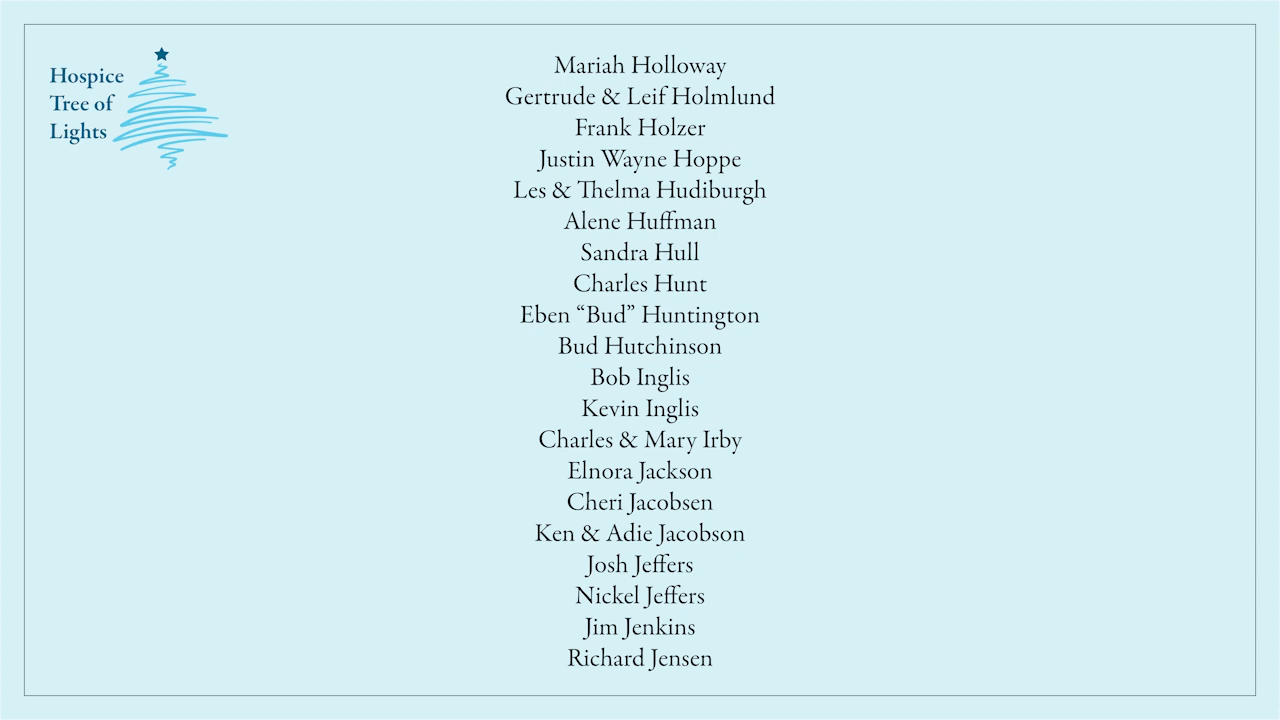 Hospice
Tree of
Lights
Mariah Holloway
Gertrude & Leif Holmlund
Frank Holzer
Justin Wayne Hoppe
Les & Thelma Hudiburgh
Alene Huffman
Sandra Hull
Charles Hunt
Eben “Bud” Huntington
Bud Hutchinson
Bob Inglis
Kevin Inglis
Charles & Mary Irby
Elnora Jackson
Cheri Jacobsen
Ken & Adie Jacobson
Josh Jeffers
Nickel Jeffers
Jim Jenkins
Richard Jensen